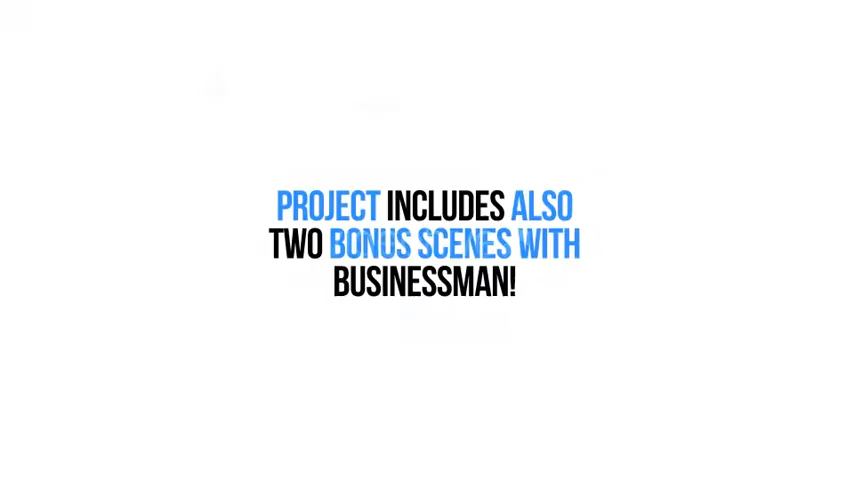 PROJECT INCLUDES ALSO
TWO BONUS SCENES WITH
BUSINESSMAN!